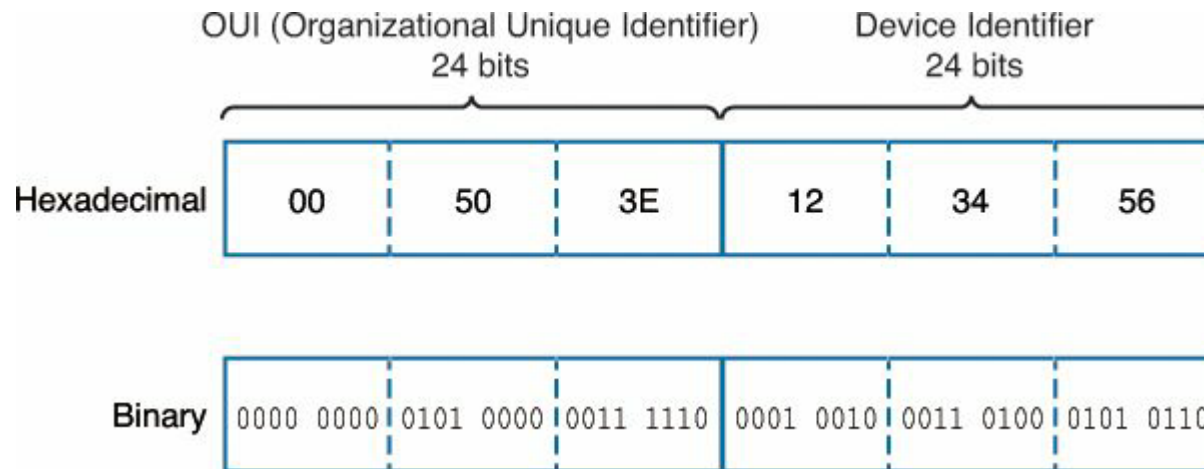 OUI (Organizational Unique Identifier) Device Identifier
24 bits 24 bits
Hexadecimal 00 50 3E 12 34 56
Binary 0000 0000 0101 0000 0011 1110 0001 0010 0011 0100 0101 0110